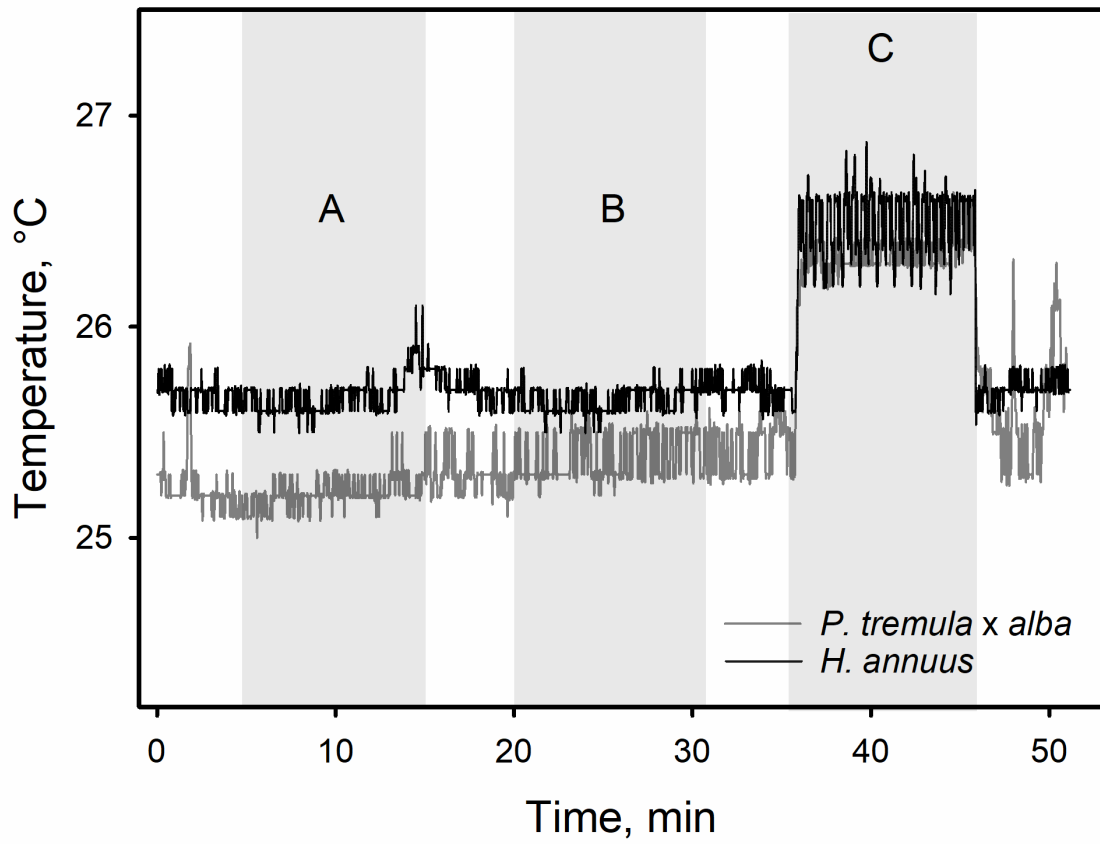 C
27
A
B
Temperature, °C
26
25
P. tremula x alba
H. annuus
0
10
20
30
40
50
Time, min